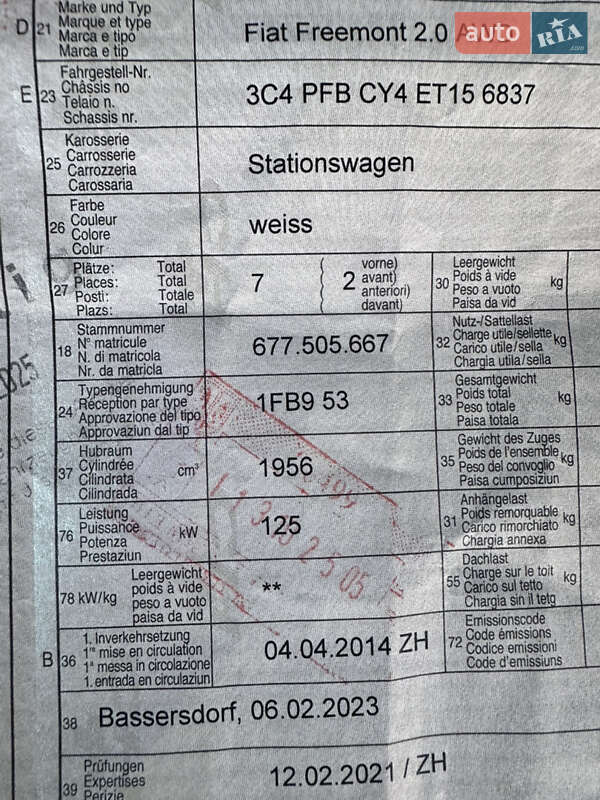 Marke und Typ
D 21 Marque et type Fiat Freemont 2.0 AWD
Marca e tipo
Marca e tip
auto RIA .com
Fahrgestell-Nr.
E 23 Châssis no 3C4 PFB CY4 ET15 6837
Telaio n.
Schassis nr.
Karosserie
25 Carrosserie Stationswagen
Carrozzeria
Carossaria
Farbe
26 Couleur weiss
Colore
Colur
Plätze: Total vorne)
27 Places: Total 7 ( 2 avant)
Posti: Totale anteriori)
Plazs: Total davant)
Leergewicht
30 Poids à vide kg
Peso a vuoto
Paisa da vid
Stammnummer
18 N° matricule 677.505.667
N. di matricola
Nr. da matricla
Nutz-/Sattellast
32 Charge utile/sellette kg
Carico utile/sella
Chargia utila/sella
Typengenehmigung
24 Réception par type 1FB9 53
Approvazione del tipo
Approvaziun dal tip
Gesamtgewicht
33 Poids total kg
Peso totale
Paisa totala
Hubraum
37 Cylindrée cm³ 1956
Cilindrata
Cilindrada
Gewicht des Zuges
35 Poids de l'ensemble kg
Peso del convoglio
Paisa cumposiziun
Leistung
76 Puissance kW 125
Potenza
Prestaziun
Anhängelast
31 Poids remorquable kg
Carico rimorchiato
Chargia annexa
Leergewicht
78 kW/kg poids à vide **
peso a vuoto
paisa da vid
Dachlast
55 Charge sur le toit kg
Carico sul tetto
Chargia sin il tetg
1. Inverkehrsetzung
B 36 1re mise en circulation 04.04.2014 ZH
1a messa in circolazione
1. entrada en circulaziun
Emissionscode
72 Code émissions
Codice emissioni
Code d'emissiuns
38 Bassersdorf, 06.02.2023
Prüfungen
39 Expertises 12.02.2021 / ZH
Perizie